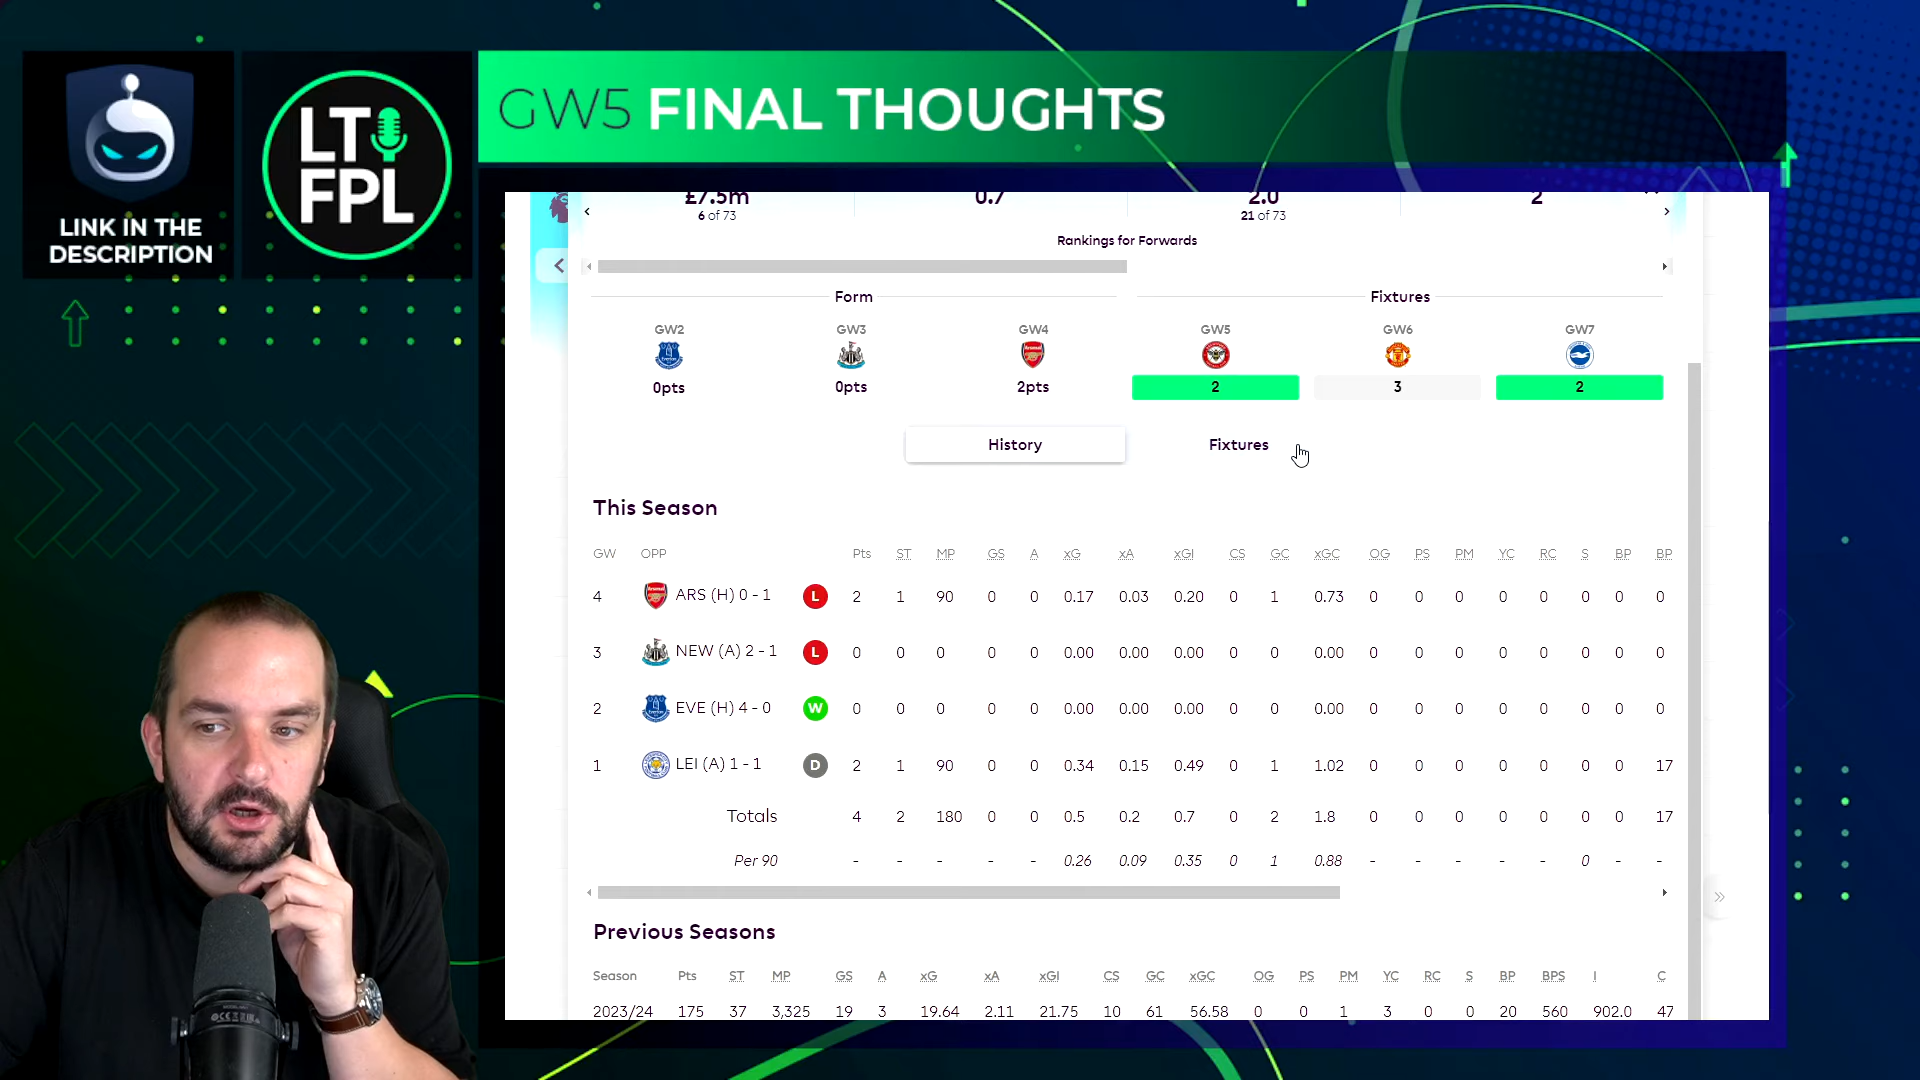 GW5 FINAL THOUGHTS
LT
FPL
LINK IN THE
DESCRIPTION
£7.5m 0.7 2.0 2
6 of 73 21 of 73
Rankings for Forwards
Form Fixtures
GW2 GW3 GW4 GW5 GW6 GW7
0pts 0pts 2pts 2 3 2
History Fixtures
This Season
GW OPP Pts ST MP GS A xG xA xGI CS GC xGC OG PS PM YC RC S BP BP
4 ARS (H) 0 - 1 L 2 1 90 0 0 0.17 0.03 0.20 0 1 0.73 0 0 0 0 0 0 0 0
3 NEW (A) 2 - 1 L 0 0 0 0 0 0.00 0.00 0.00 0 0 0.00 0 0 0 0 0 0 0 0
2 EVE (H) 4 - 0 W 0 0 0 0 0 0.00 0.00 0.00 0 0 0.00 0 0 0 0 0 0 0 0
1 LEI (A) 1 - 1 D 2 1 90 0 0 0.34 0.15 0.49 0 1 1.02 0 0 0 0 0 0 0 17
Totals 4 2 180 0 0 0.5 0.2 0.7 0 2 1.8 0 0 0 0 0 0 0 17
Per 90 - - - - - 0.26 0.09 0.35 0 1 0.88 - - - - - 0 - -
Previous Seasons
Season Pts ST MP GS A xG xA xGI CS GC xGC OG PS PM YC RC S BP BPS I C
2023/24 175 37 3,325 19 3 19.64 2.11 21.75 10 61 56.58 0 0 1 3 0 0 20 560 902.0 47